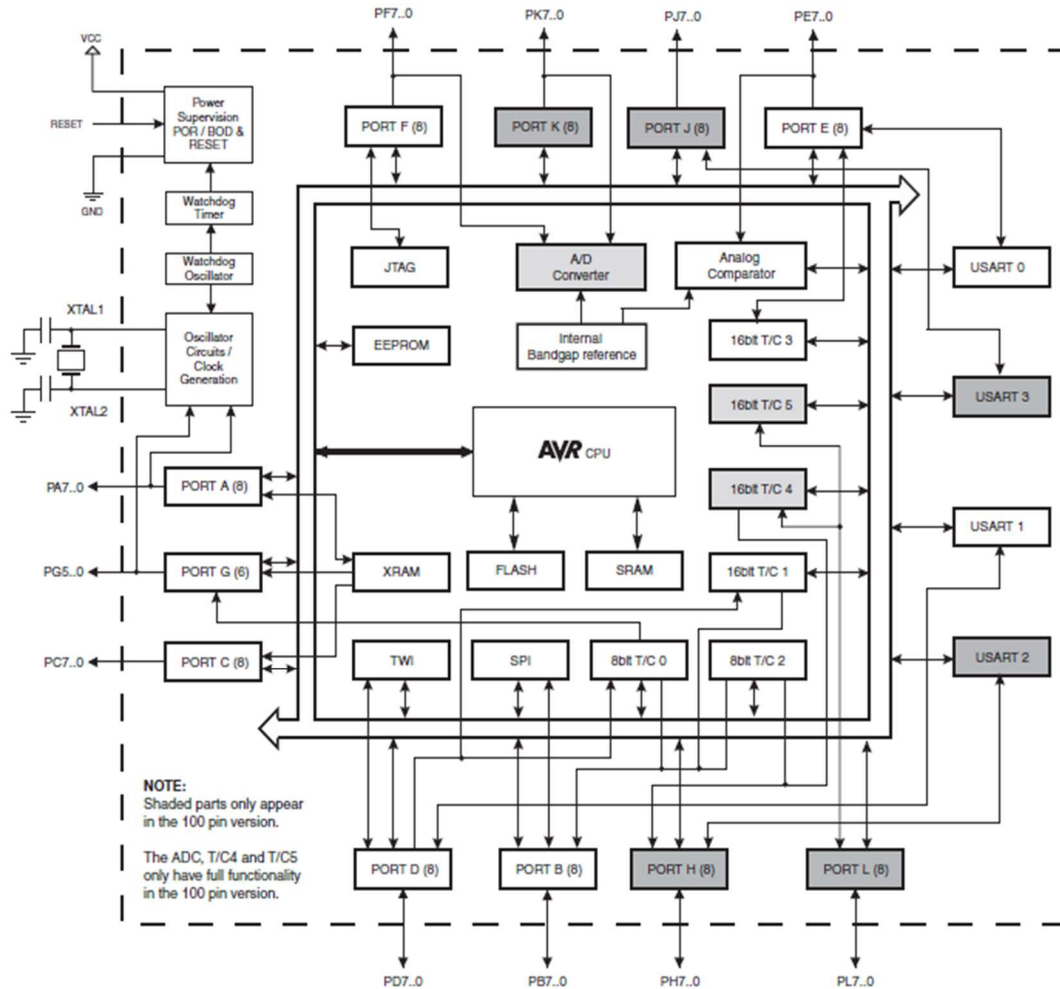 PF7..0
PK7..0
PJ7..0
PE7..0
VCC
RESET
GND
Power
Supervision
POR / BOD &
RESET
Watchdog
Timer
Watchdog
Oscillator
XTAL1
XTAL2
Oscillator
Circuits /
Clock
Generation
PORT F (8)
PORT K (8)
PORT J (8)
PORT E (8)
JTAG
A/D
Converter
Analog
Comparator
USART 0
EEPROM
Internal
Bandgap reference
16bit T/C 3
16bit T/C 5
USART 3
AVR CPU
PA7..0
PORT A (8)
16bit T/C 4
USART 1
PG5..0
PORT G (6)
XRAM
FLASH
SRAM
16bit T/C 1
PC7..0
PORT C (8)
TWI
SPI
8bit T/C 0
8bit T/C 2
USART 2
NOTE:
Shaded parts only appear
in the 100 pin version.
The ADC, T/C4 and T/C5
only have full functionality
in the 100 pin version.
PORT D (8)
PORT B (8)
PORT H (8)
PORT L (8)
PD7..0
PB7..0
PH7..0
PL7..0